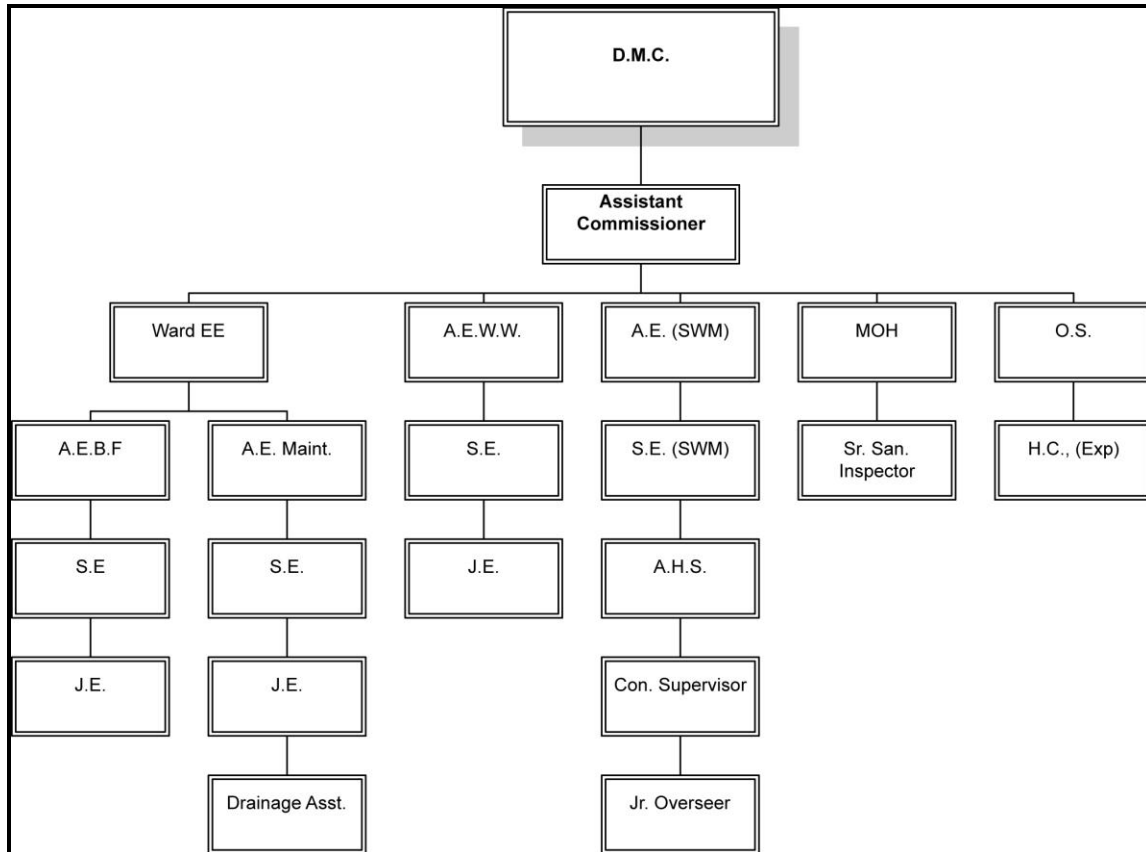 D.M.C.
Assistant
Commissioner
Ward EE
A.E.W.W.
A.E. (SWM)
MOH
O.S.
A.E.B.F
A.E. Maint.
S.E.
S.E. (SWM)
Sr. San.
Inspector
H.C., (Exp)
S.E
S.E.
J.E.
A.H.S.
J.E.
J.E.
Con. Supervisor
Drainage Asst.
Jr. Overseer